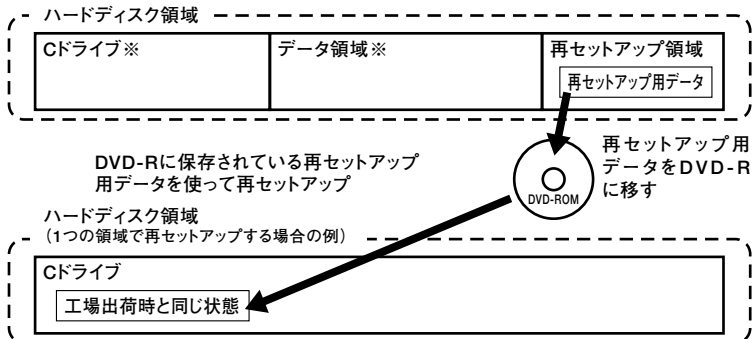 ハードディスク領域
Cドライブ※
データ領域※
再セットアップ領域
再セットアップ用データ
DVD-Rに保存されている再セットアップ
用データを使って再セットアップ
DVD-ROM
再セットアップ用
データをDVD-R
に移す
ハードディスク領域
(1つの領域で再セットアップする場合の例)
Cドライブ
工場出荷時と同じ状態